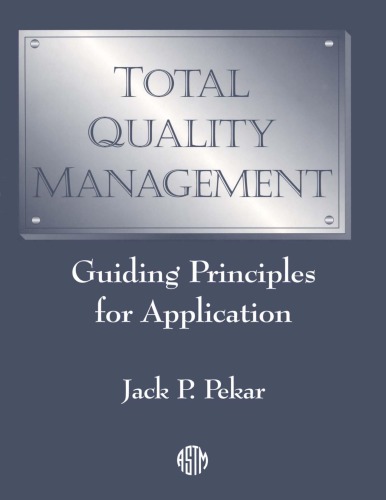 TOTAL
QUALITY
MANAGEMENT
Guiding Principles
for Application
Jack P. Pekar
ASTM